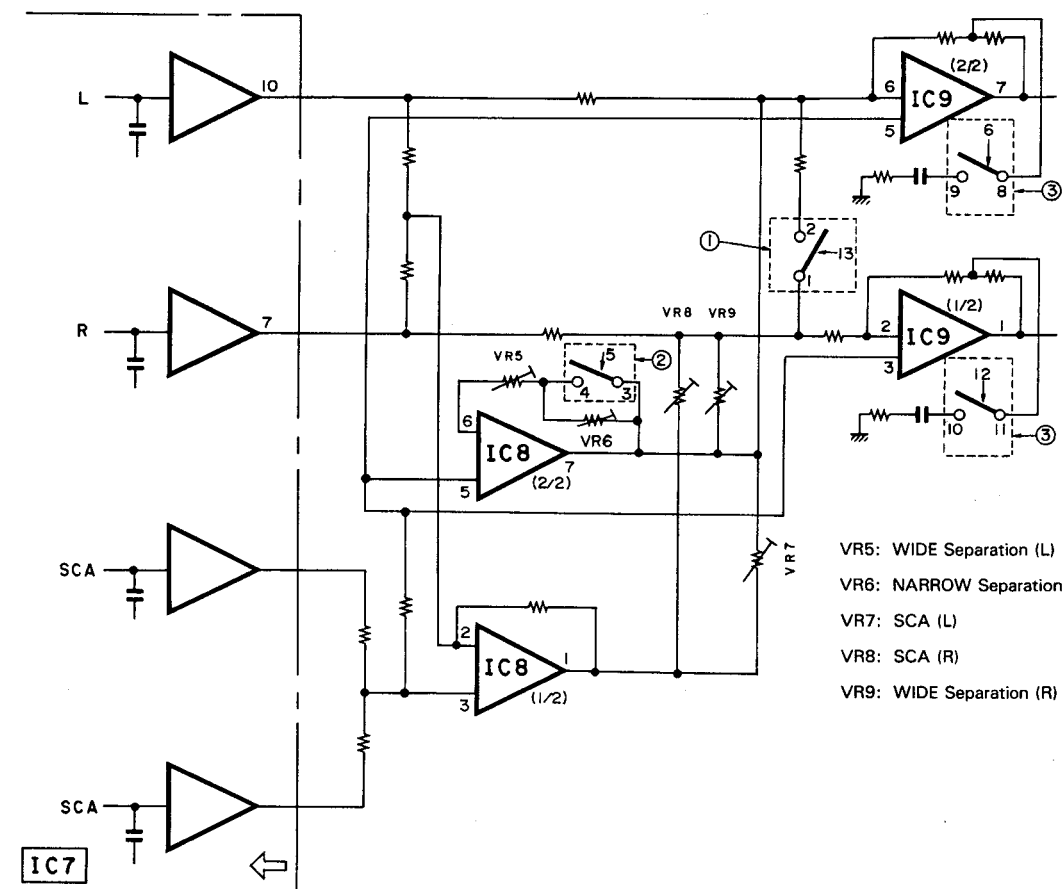 L
10
6
5
IC9
(2/2)
7
6
9
8
③
①
2
13
1
R
7
VR8
VR9
2
3
IC9
(1/2)
1
12
10
11
③
VR5
5
②
4
3
VR6
6
5
IC8
7
(2/2)
VR7
SCA
2
3
IC8
1
(1/2)
SCA
IC7
VR5: WIDE Separation (L)
VR6: NARROW Separation
VR7: SCA (L)
VR8: SCA (R)
VR9: WIDE Separation (R)